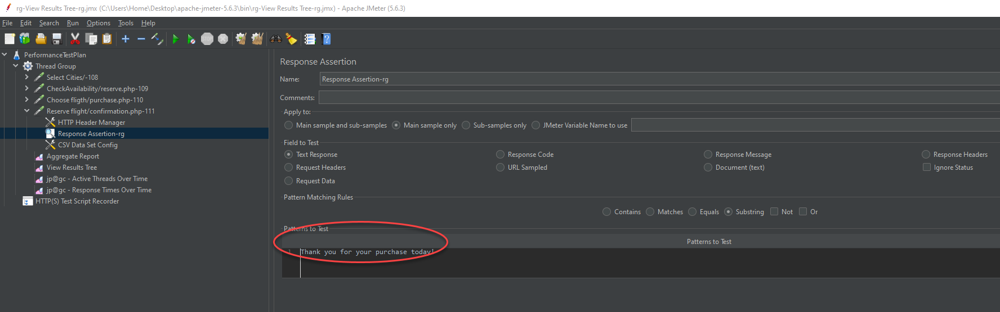 rg-View Results Tree-rg.jmx (C:\Users\Home\Desktop\apache-jmeter-5.6.3\bin\rg-View Results Tree-rg.jmx) - Apache JMeter (5.6.3)
File Edit Search Run Options Tools Help
STOP
PerformanceTestPlan
Thread Group
Select Cities/-108
CheckAvailability/reserve.php-109
Choose fligth/purchase.php-110
Reserve flight/confirmation.php-111
HTTP Header Manager
Response Assertion-rg
CSV Data Set Config
Aggregate Report
View Results Tree
jp@gc - Active Threads Over Time
jp@gc - Response Times Over Time
HTTP(S) Test Script Recorder
Response Assertion
Name: Response Assertion-rg
Comments:
Apply to:
Main sample and sub-samples Main sample only Sub-samples only JMeter Variable Name to use
Field to Test
Text Response Response Code Response Message Response Headers
Request Headers URL Sampled Document (text) Ignore Status
Request Data
Pattern Matching Rules
Contains Matches Equals Substring Not Or
Patterns to Test
Patterns to Test
1 Thank you for your purchase today!